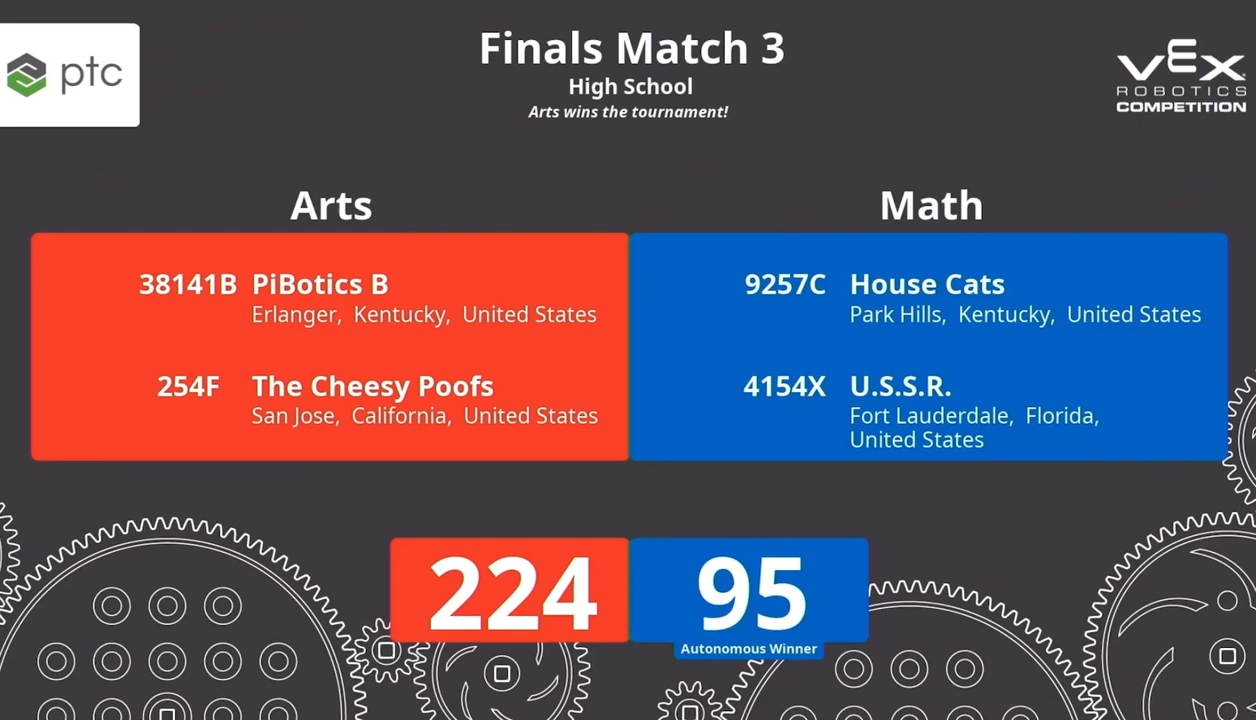 ptc
Finals Match 3
High School
Arts wins the tournament!
VEX
ROBOTICS
COMPETITION
Arts
Math
38141B PiBotics B
Erlanger, Kentucky, United States
254F The Cheesy Poofs
San Jose, California, United States
9257C House Cats
Park Hills, Kentucky, United States
4154X U.S.S.R.
Fort Lauderdale, Florida,
United States
224
95
Autonomous Winner